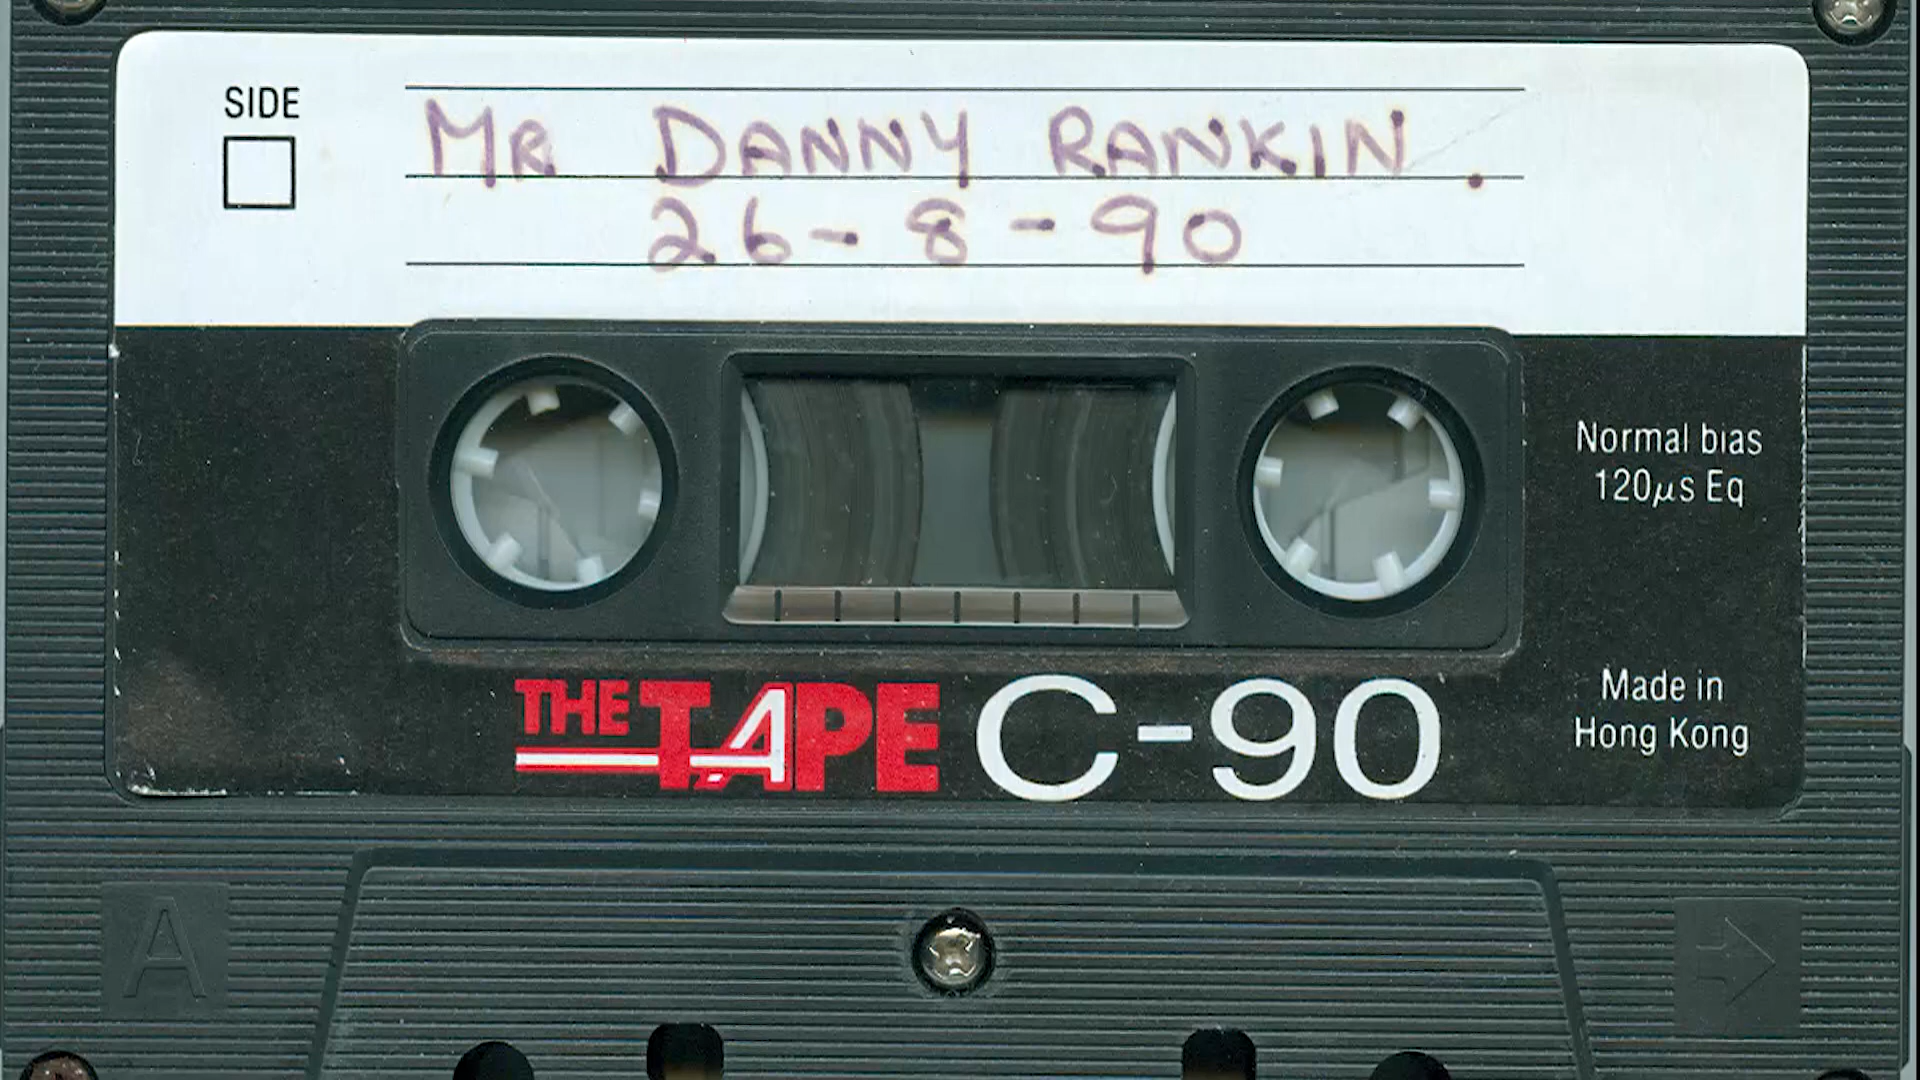 SIDE
MR DANNY RANKIN.
26-8-90
Normal bias
120µs Eq
THE TAPE C-90
Made in
Hong Kong
A